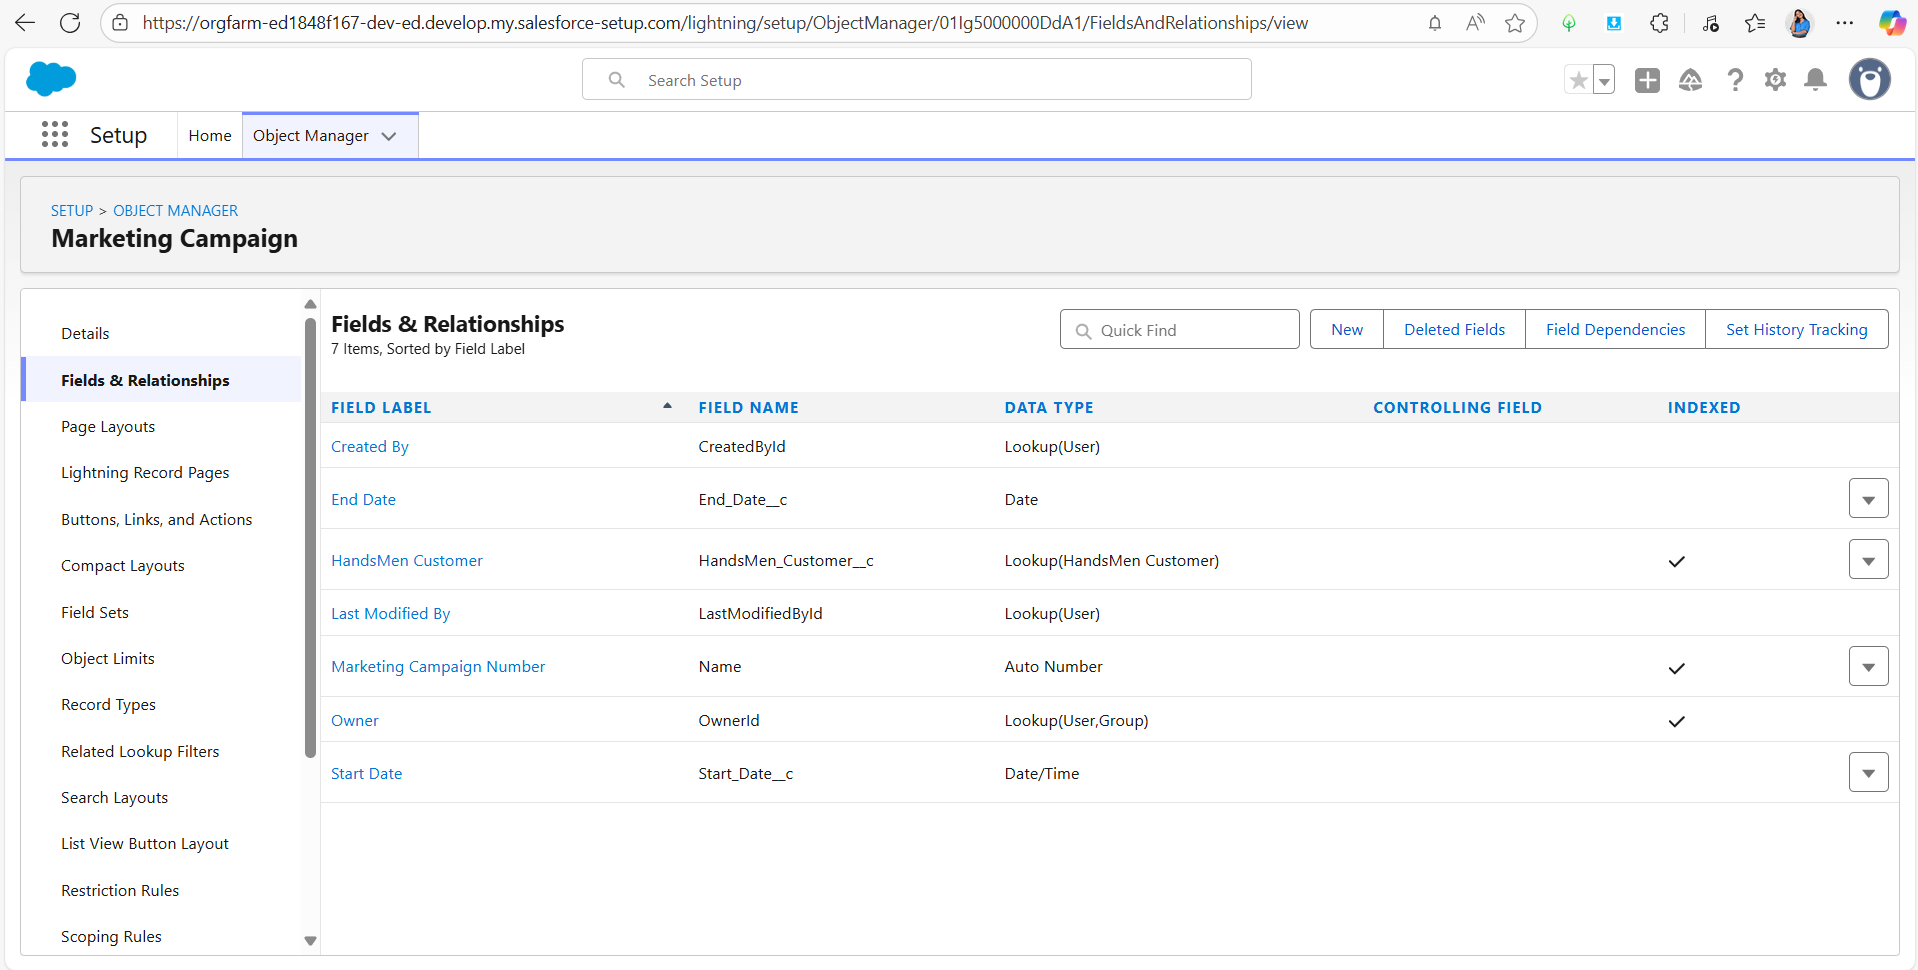 https://orgfarm-ed1848f167-dev-ed.develop.my.salesforce-setup.com/lightning/setup/ObjectManager/01Ig5000000DdA1/FieldsAndRelationships/view
Search Setup
Setup
Home
Object Manager
SETUP > OBJECT MANAGER
Marketing Campaign
Details
Fields & Relationships
Page Layouts
Lightning Record Pages
Buttons, Links, and Actions
Compact Layouts
Field Sets
Object Limits
Record Types
Related Lookup Filters
Search Layouts
List View Button Layout
Restriction Rules
Scoping Rules
Fields & Relationships
7 Items, Sorted by Field Label
Quick Find
New
Deleted Fields
Field Dependencies
Set History Tracking
FIELD LABEL FIELD NAME DATA TYPE CONTROLLING FIELD INDEXED
Created By CreatedById Lookup(User)
End Date End_Date__c Date
HandsMen Customer HandsMen_Customer__c Lookup(HandsMen Customer)
Last Modified By LastModifiedById Lookup(User)
Marketing Campaign Number Name Auto Number
Owner OwnerId Lookup(User,Group)
Start Date Start_Date__c Date/Time